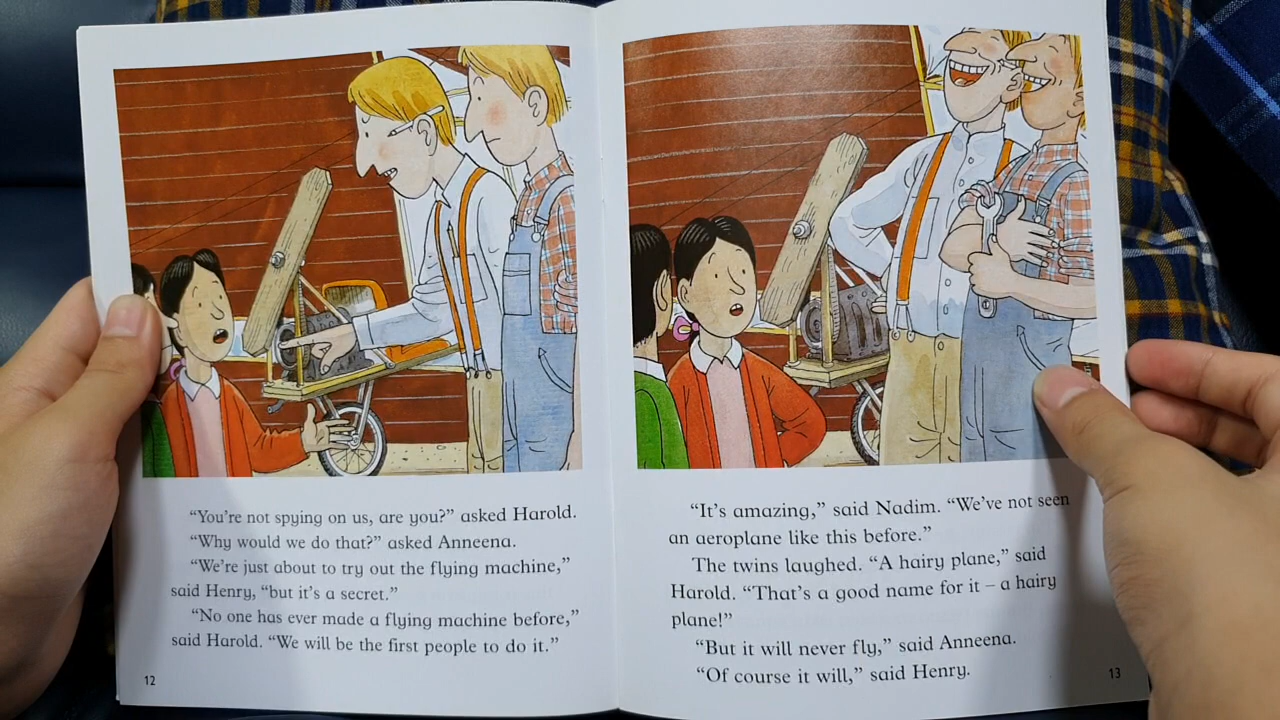 “You’re not spying on us, are you?” asked Harold.
“Why would we do that?” asked Anneena.
“We’re just about to try out the flying machine,”
said Henry, “but it’s a secret.”
“No one has ever made a flying machine before,”
said Harold. “We will be the first people to do it.”
12
“It’s amazing,” said Nadim. “We’ve not seen
an aeroplane like this before.”
The twins laughed. “A hairy plane,” said
Harold. “That’s a good name for it – a hairy
plane!”
“But it will never fly,” said Anneena.
“Of course it will,” said Henry.
13